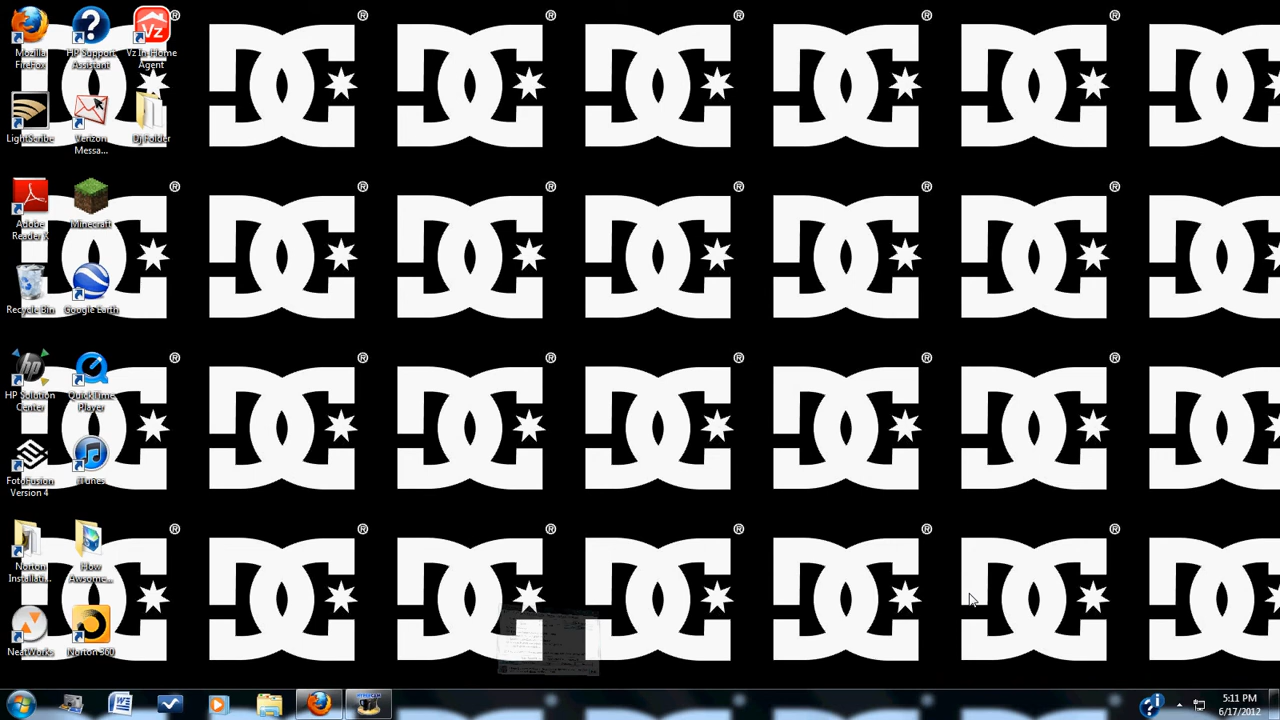 Mozilla
FireFox
HP Support
Assistant
Vz In-Home
Agent
LightScribe
Verizon
Messa...
Dj Folder
Adobe
Reader X
Minecraft
Recycle Bin
Google Earth
HP Solution
Center
QuickTime
Player
FotoFusion
Version 4
iTunes
Norton
Installati...
How
Awsome...
NeatWorks
Norton 360
5:11 PM
6/17/2012